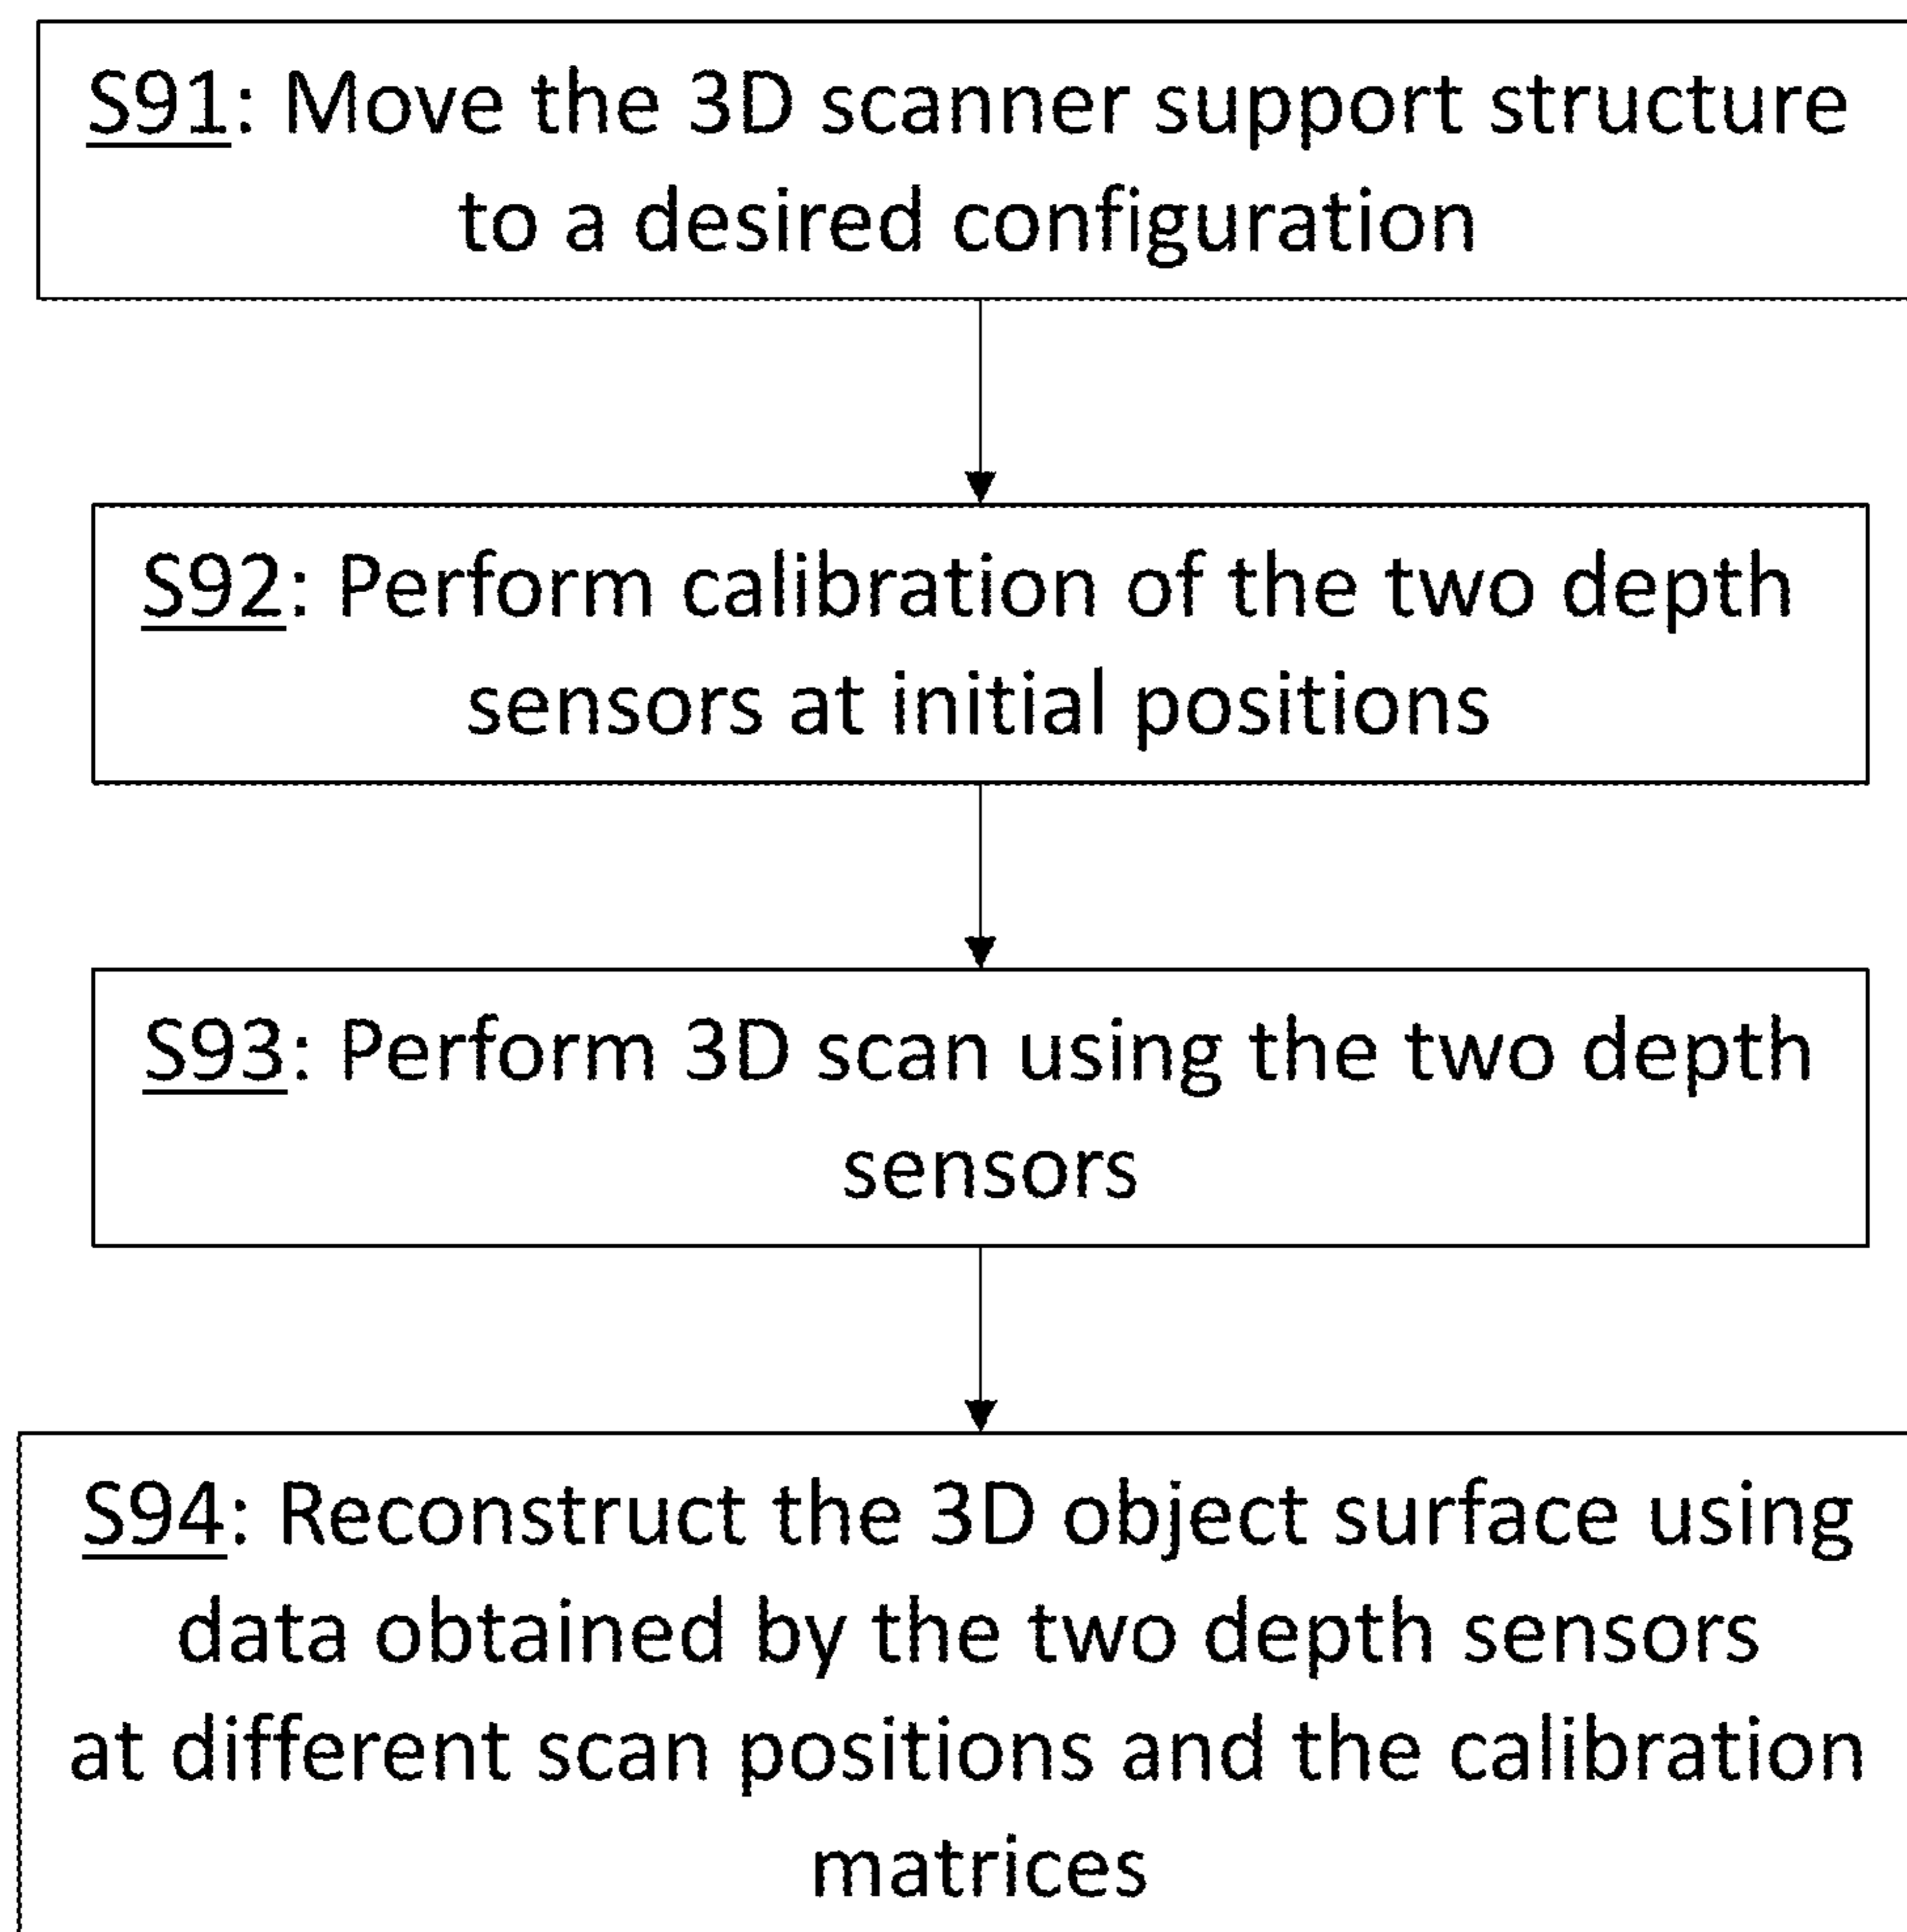 S91: Move the 3D scanner support structure
to a desired configuration
S92: Perform calibration of the two depth
sensors at initial positions
S93: Perform 3D scan using the two depth
sensors
S94: Reconstruct the 3D object surface using
data obtained by the two depth sensors
at different scan positions and the calibration
matrices